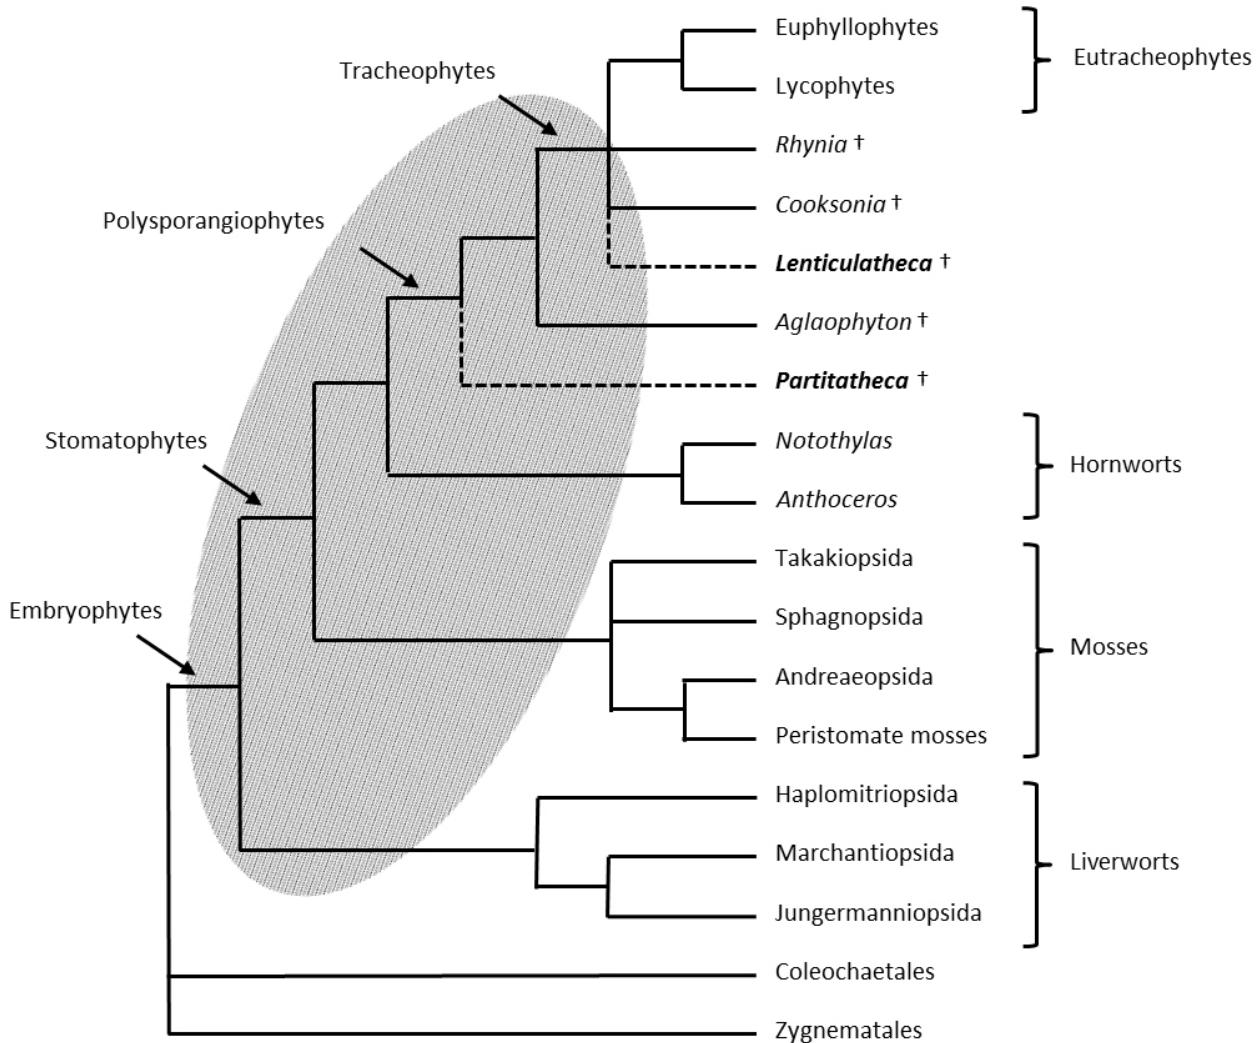 Euphyllophytes
Eutracheophytes
Tracheophytes
Lycophytes
Rhynia †
Cooksonia †
Polysporangiophytes
Lenticulatheca †
Aglaophyton †
Partitatheca †
Stomatophytes
Notothylas
Hornworts
Anthoceros
Takakiopsida
Embryophytes
Sphagnopsida
Mosses
Andreaeopsida
Peristomate mosses
Haplomitriopsida
Marchantiopsida
Liverworts
Jungermanniopsida
Coleochaetales
Zygnematales